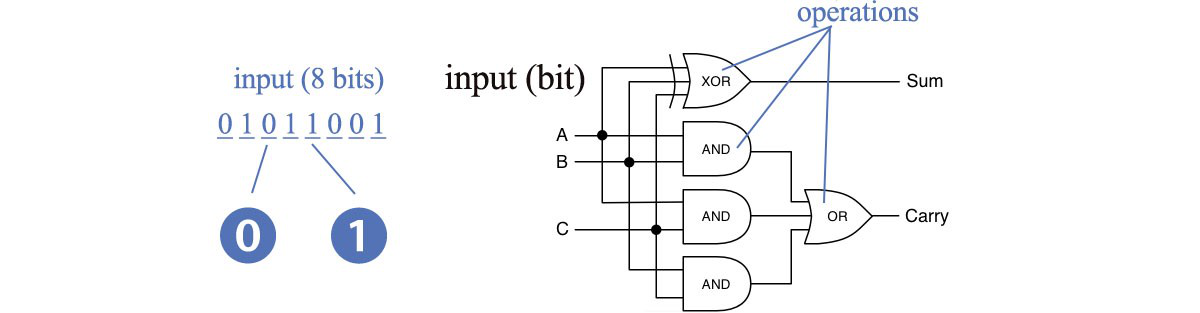 operations
input (8 bits)
0 1 0 1 1 0 0 1
0
1
input (bit)
XOR
Sum
A
B
C
AND
AND
AND
OR
Carry